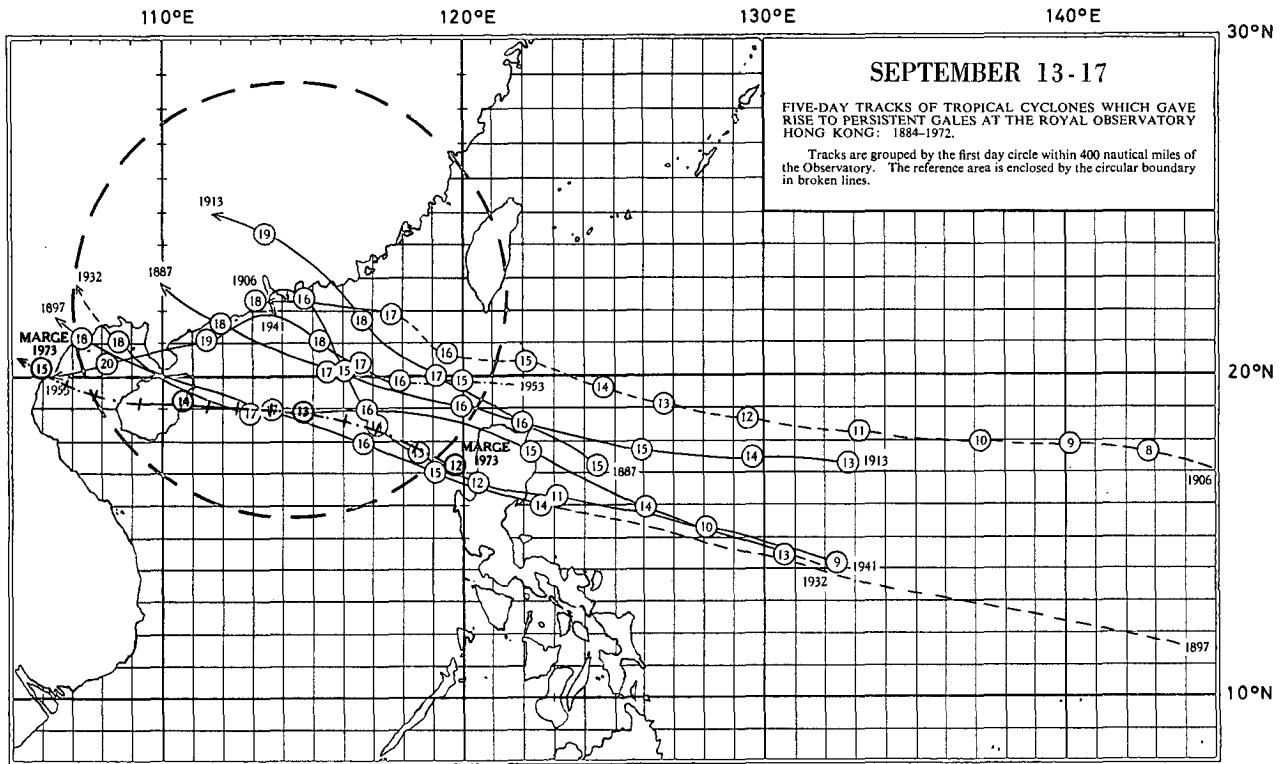 110°E 120°E 130°E 140°E
30°N
SEPTEMBER 13-17
FIVE-DAY TRACKS OF TROPICAL CYCLONES WHICH GAVE
RISE TO PERSISTENT GALES AT THE ROYAL OBSERVATORY
HONG KONG: 1884–1972.
Tracks are grouped by the first day circle within 400 nautical miles of
the Observatory. The reference area is enclosed by the circular boundary
in broken lines.
1913
19
1932
1887
1906
18 16 17
1897
1941
18 18
MARGE
1973
18 18 19 18
16 15
15
20 17 15 17
17 15
20°N
1955
16
1953
14
14
13
16 16
12
17 13
16
11
15 15
10 9 8
16
13
MARGE
1973
12
15
14
13
1913
1887
1906
15
12
11
14
14
10
13
9
1941
1932
1897
10°N